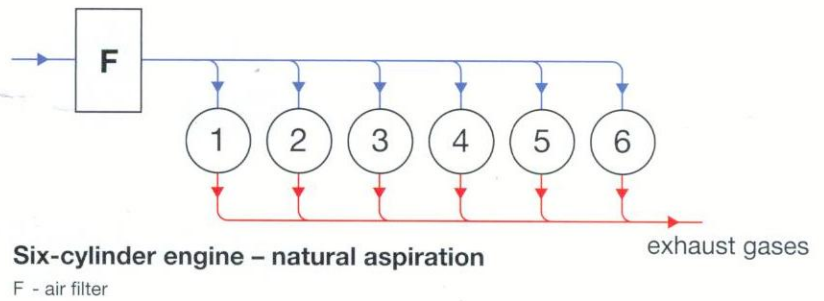 F
1 2 3 4 5 6
exhaust gases
Six-cylinder engine – natural aspiration
F - air filter